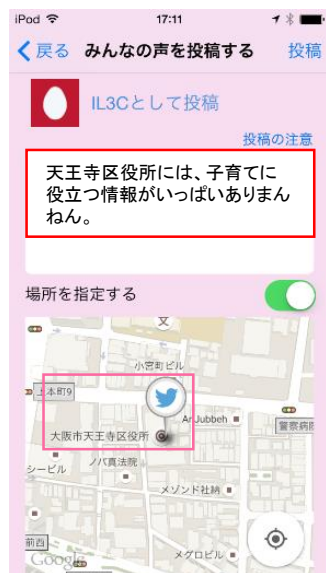 iPod 17:11
戻る みんなの声を投稿する 投稿
IL3Cとして投稿
投稿の注意
天王寺区役所には、子育てに
役立つ情報がいっぱいありまん
ねん。
場所を指定する
小宮町ビル
本町9
Ar Jubbeh
大阪市天王寺区役所
警察病院
シービル
ノバ真法院
メゾンド社納
前西
メグロビル
Google